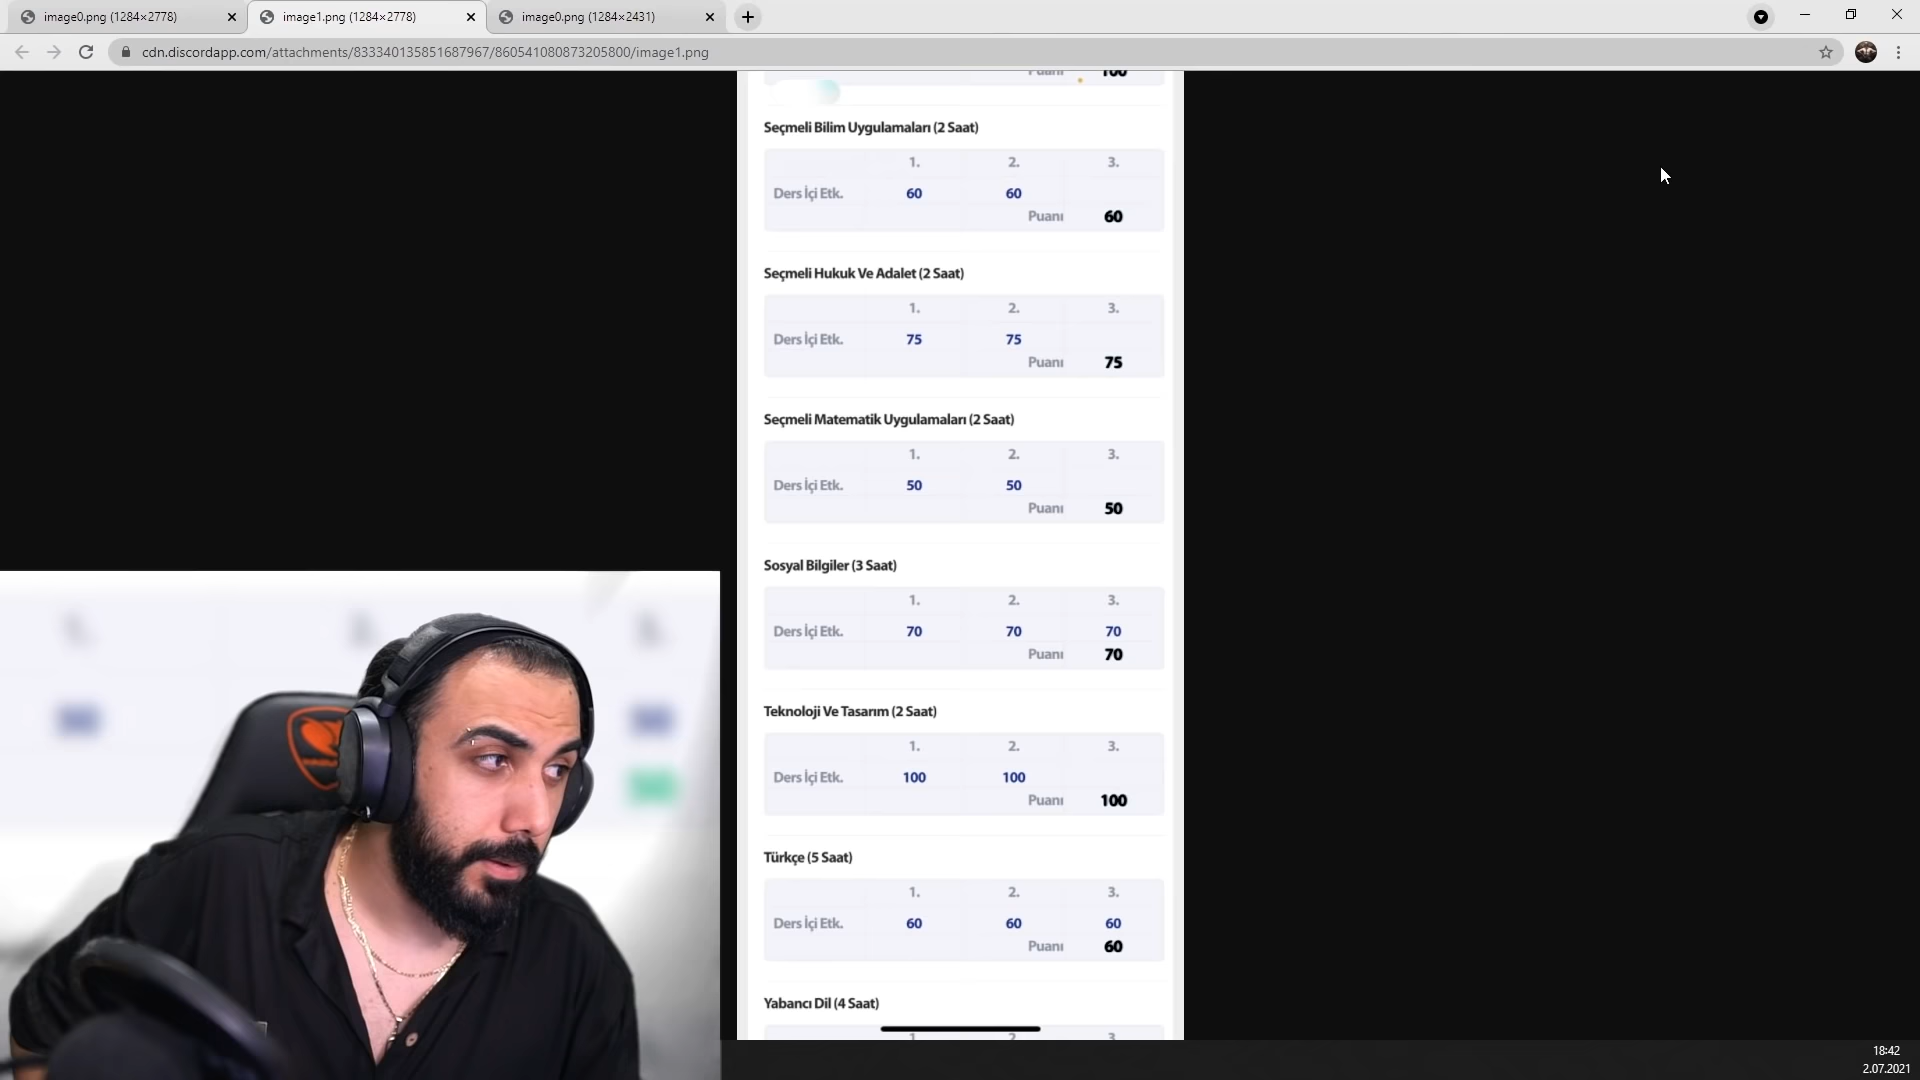 image0.png (1284×2778)
image1.png (1284×2778)
image0.png (1284×2431)
cdn.discordapp.com/attachments/833340135851687967/860541080873205800/image1.png
Puanı 100
Seçmeli Bilim Uygulamaları (2 Saat)
1. 2. 3.
Ders İçi Etk. 60 60
Puanı 60
Seçmeli Hukuk Ve Adalet (2 Saat)
1. 2. 3.
Ders İçi Etk. 75 75
Puanı 75
Seçmeli Matematik Uygulamaları (2 Saat)
1. 2. 3.
Ders İçi Etk. 50 50
Puanı 50
Sosyal Bilgiler (3 Saat)
1. 2. 3.
Ders İçi Etk. 70 70 70
Puanı 70
Teknoloji Ve Tasarım (2 Saat)
1. 2. 3.
Ders İçi Etk. 100 100
Puanı 100
Türkçe (5 Saat)
1. 2. 3.
Ders İçi Etk. 60 60 60
Puanı 60
Yabancı Dil (4 Saat)
1 2 3
18:42
2.07.2021